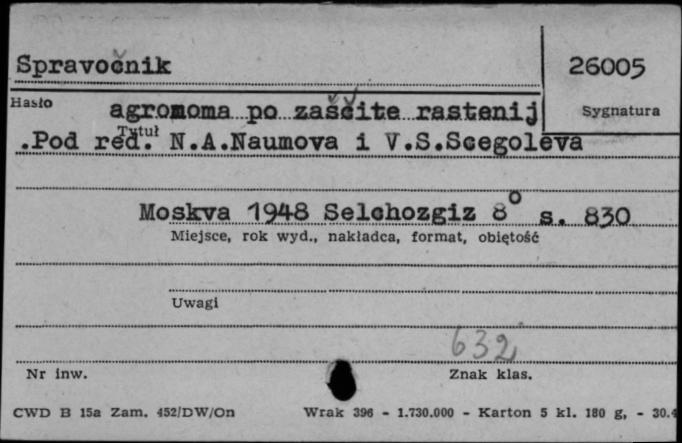 Spravočnik
26005
Hasło
agromoma po zaščite rastenij
Sygnatura
Tytuł
.Pod red. N.A.Naumova i V.S.Scegoleva
Moskva 1948 Selchozgiz 8° s. 830
Miejsce, rok wyd., nakładca, format, objętość
Uwagi
632
Nr inw.
Znak klas.
CWD B 15a Zam. 452/DW/On
Wrak 396 - 1.730.000 - Karton 5 kl. 180 g, - 30.4